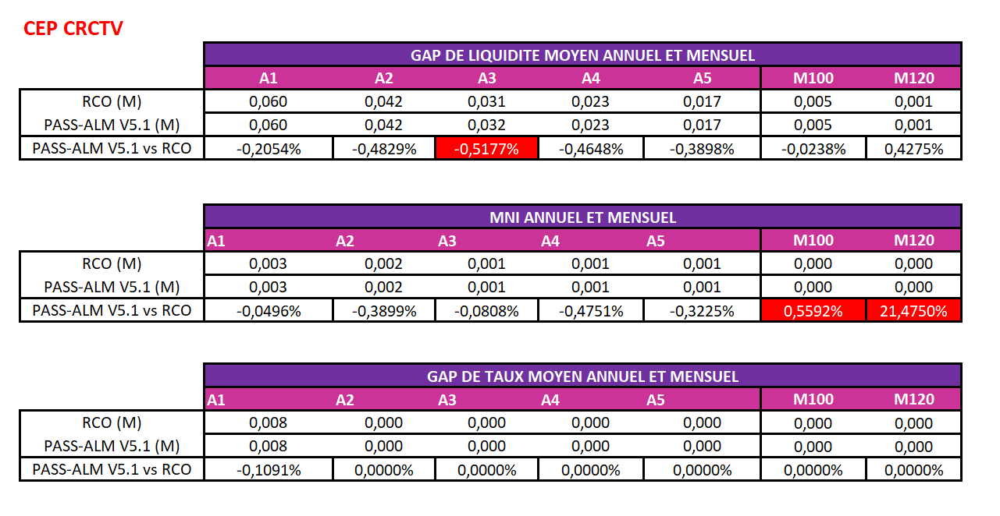 CEP CRCTV
GAP DE LIQUIDITE MOYEN ANNUEL ET MENSUEL
A1 A2 A3 A4 A5 M100 M120
RCO (M) 0,060 0,042 0,031 0,023 0,017 0,005 0,001
PASS-ALM V5.1 (M) 0,060 0,042 0,032 0,023 0,017 0,005 0,001
PASS-ALM V5.1 vs RCO -0,2054% -0,4829% -0,5177% -0,4648% -0,3898% -0,0238% 0,4275%
MNI ANNUEL ET MENSUEL
A1 A2 A3 A4 A5 M100 M120
RCO (M) 0,003 0,002 0,001 0,001 0,001 0,000 0,000
PASS-ALM V5.1 (M) 0,003 0,002 0,001 0,001 0,001 0,000 0,000
PASS-ALM V5.1 vs RCO -0,0496% -0,3899% -0,0808% -0,4751% -0,3225% 0,5592% 21,4750%
GAP DE TAUX MOYEN ANNUEL ET MENSUEL
A1 A2 A3 A4 A5 M100 M120
RCO (M) 0,008 0,000 0,000 0,000 0,000 0,000 0,000
PASS-ALM V5.1 (M) 0,008 0,000 0,000 0,000 0,000 0,000 0,000
PASS-ALM V5.1 vs RCO -0,1091% 0,0000% 0,0000% 0,0000% 0,0000% 0,0000% 0,0000%